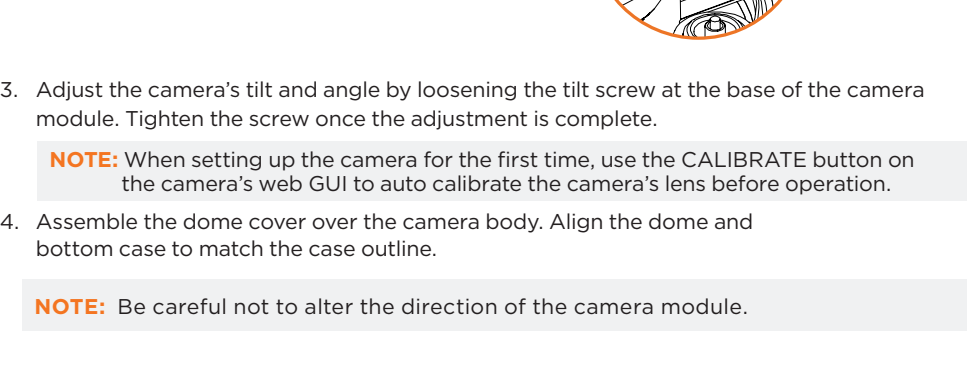 3. Adjust the camera’s tilt and angle by loosening the tilt screw at the base of the camera
module. Tighten the screw once the adjustment is complete.
NOTE: When setting up the camera for the first time, use the CALIBRATE button on
the camera’s web GUI to auto calibrate the camera’s lens before operation.
4. Assemble the dome cover over the camera body. Align the dome and
bottom case to match the case outline.
NOTE: Be careful not to alter the direction of the camera module.